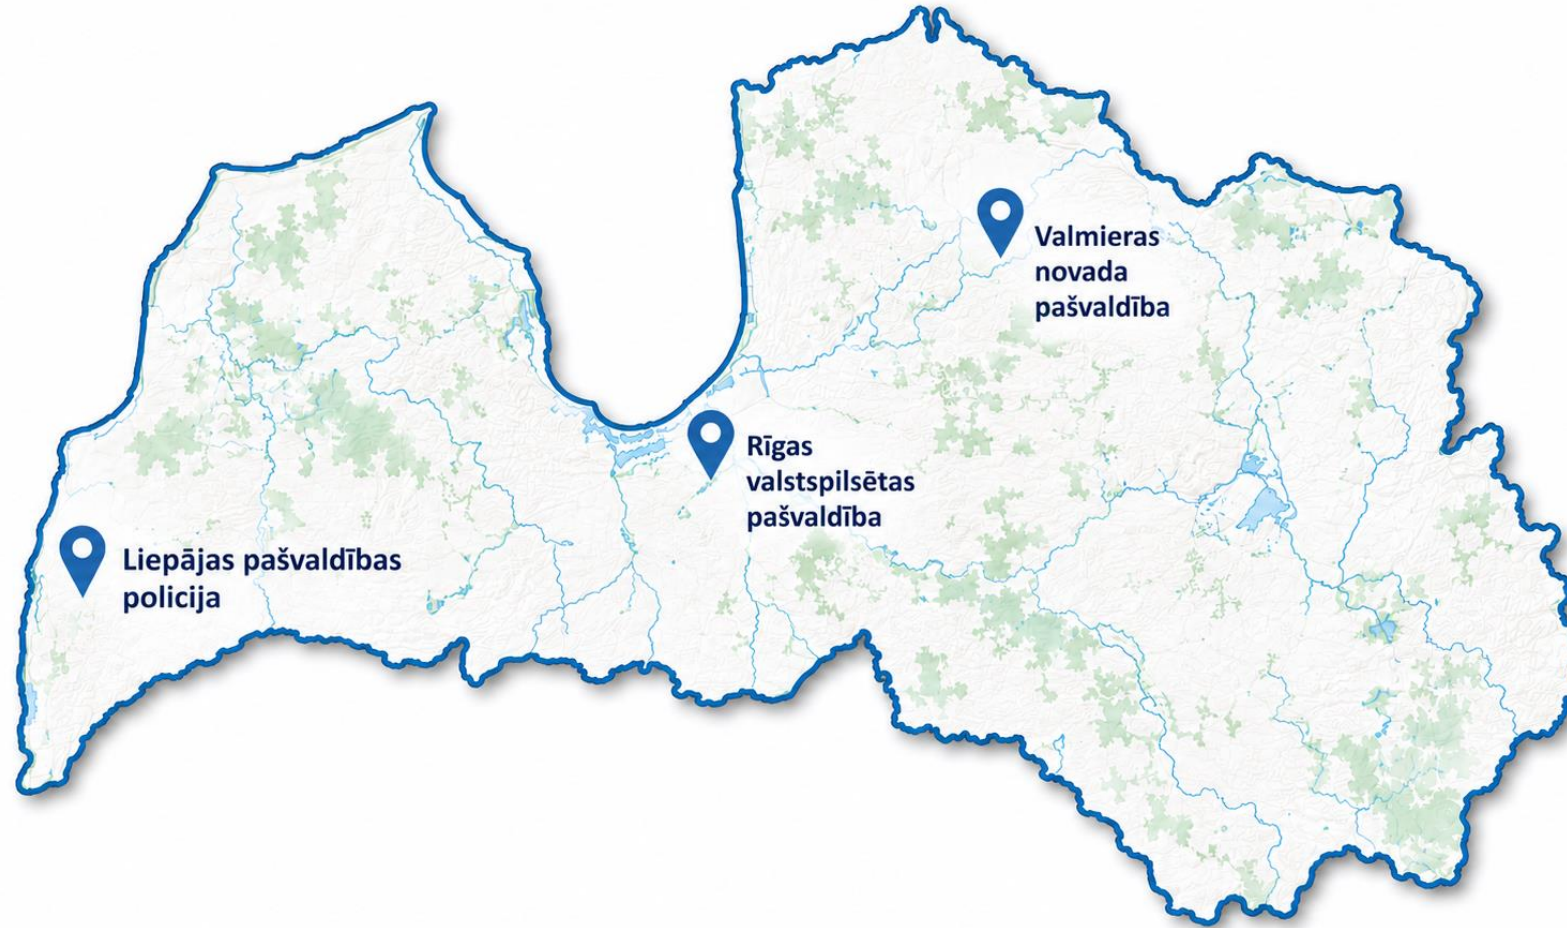 Valmieras
novada
pašvaldība
Rīgas
valstspilsētas
pašvaldība
Liepājas pašvaldības
policija